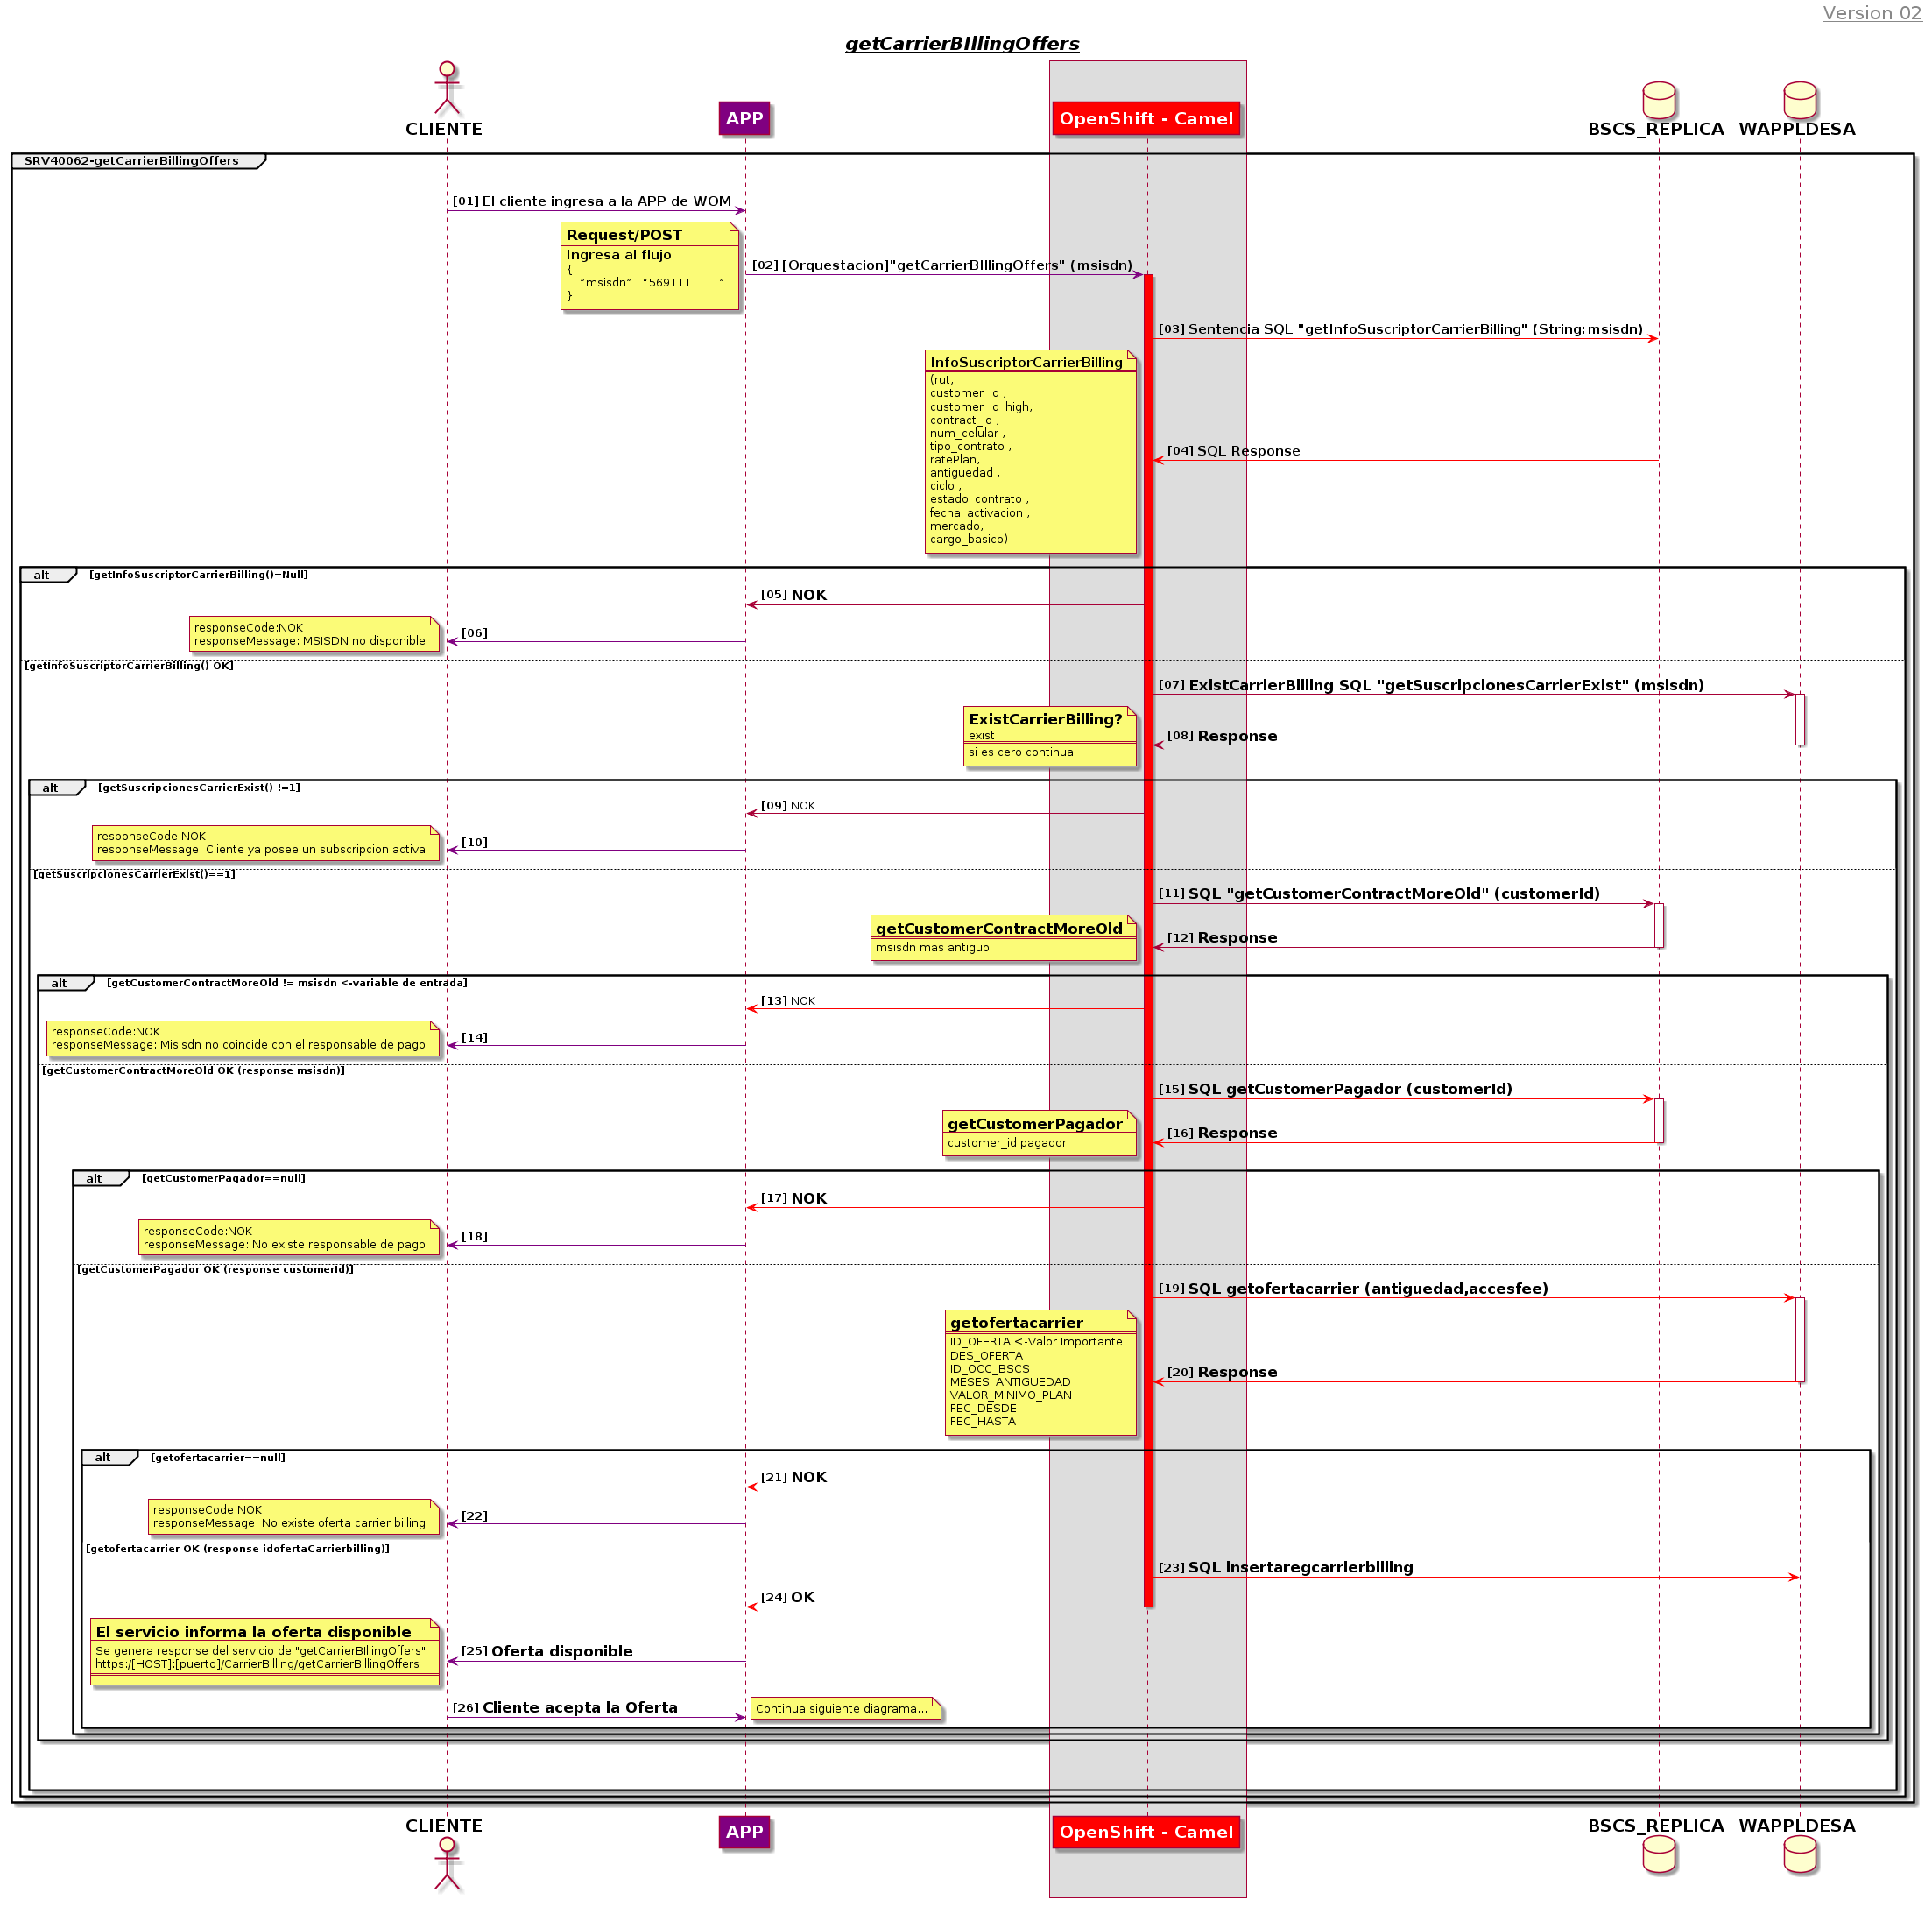 Version 02
getCarrierBIllingOffers
CLIENTE
APP
OpenShift - Camel
BSCS_REPLICA
WAPPLDESA
SRV40062-getCarrierBillingOffers
[01] El cliente ingresa a la APP de WOM
Request/POST
Ingresa al flujo
{
“msisdn” : “5691111111”
}
[02] [Orquestacion]"getCarrierBIllingOffers" (msisdn)
[03] Sentencia SQL "getInfoSuscriptorCarrierBilling" (String:msisdn)
InfoSuscriptorCarrierBilling
(rut,
customer_id ,
customer_id_high,
contract_id ,
num_celular ,
tipo_contrato ,
ratePlan,
antiguedad ,
ciclo ,
estado_contrato ,
fecha_activacion ,
mercado,
cargo_basico)
[04] SQL Response
alt [getInfoSuscriptorCarrierBilling()=Null]
[05] NOK
responseCode:NOK
responseMessage: MSISDN no disponible
[06]
[getInfoSuscriptorCarrierBilling() OK]
[07] ExistCarrierBilling SQL "getSuscripcionesCarrierExist" (msisdn)
ExistCarrierBilling?
exist
si es cero continua
[08] Response
alt [getSuscripcionesCarrierExist() !=1]
[09] NOK
responseCode:NOK
responseMessage: Cliente ya posee un subscripcion activa
[10]
[getSuscripcionesCarrierExist()==1]
[11] SQL "getCustomerContractMoreOld" (customerId)
getCustomerContractMoreOld
msisdn mas antiguo
[12] Response
alt [getCustomerContractMoreOld != msisdn <-variable de entrada]
[13] NOK
responseCode:NOK
responseMessage: Misisdn no coincide con el responsable de pago
[14]
[getCustomerContractMoreOld OK (response msisdn)]
[15] SQL getCustomerPagador (customerId)
getCustomerPagador
customer_id pagador
[16] Response
alt [getCustomerPagador==null]
[17] NOK
responseCode:NOK
responseMessage: No existe responsable de pago
[18]
[getCustomerPagador OK (response customerId)]
[19] SQL getofertacarrier (antiguedad,accesfee)
getofertacarrier
ID_OFERTA <-Valor Importante
DES_OFERTA
ID_OCC_BSCS
MESES_ANTIGUEDAD
VALOR_MINIMO_PLAN
FEC_DESDE
FEC_HASTA
[20] Response
alt [getofertacarrier==null]
[21] NOK
responseCode:NOK
responseMessage: No existe oferta carrier billing
[22]
[getofertacarrier OK (response idofertaCarrierbilling)]
[23] SQL insertaregcarrierbilling
[24] OK
El servicio informa la oferta disponible
Se genera response del servicio de "getCarrierBIllingOffers"
https:/[HOST]:[puerto]/CarrierBilling/getCarrierBIllingOffers
[25] Oferta disponible
[26] Cliente acepta la Oferta
Continua siguiente diagrama...
CLIENTE
APP
OpenShift - Camel
BSCS_REPLICA
WAPPLDESA